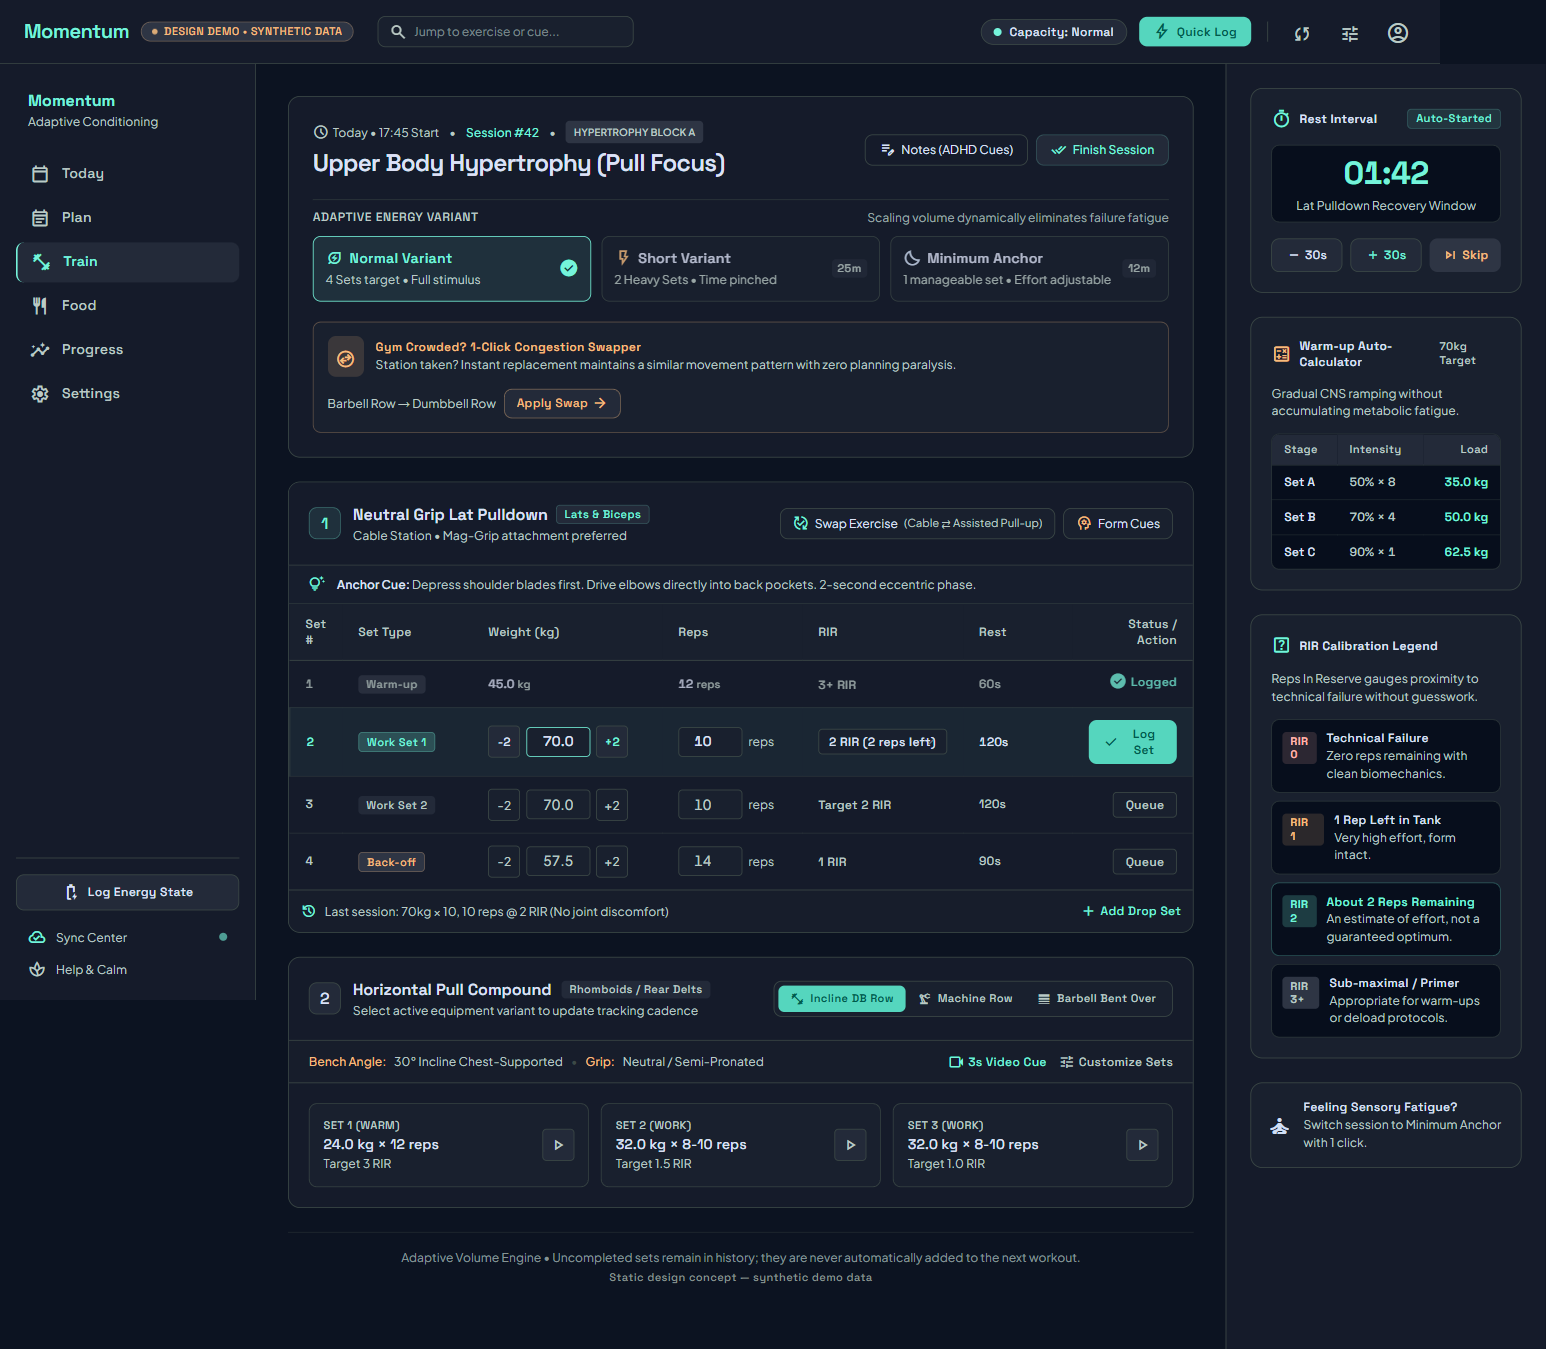 Momentum
DESIGN DEMO • SYNTHETIC DATA
Jump to exercise or cue...
Capacity: Normal
Quick Log
Momentum
Adaptive Conditioning
Today
Plan
Train
Food
Progress
Settings
Log Energy State
Sync Center
Help & Calm
Today • 17:45 Start • Session #42 • HYPERTROPHY BLOCK A
Upper Body Hypertrophy (Pull Focus)
Notes (ADHD Cues)
Finish Session
ADAPTIVE ENERGY VARIANT
Scaling volume dynamically eliminates failure fatigue
Normal Variant
4 Sets target • Full stimulus
Short Variant
2 Heavy Sets • Time pinched
25m
Minimum Anchor
1 manageable set • Effort adjustable
12m
Gym Crowded? 1-Click Congestion Swapper
Station taken? Instant replacement maintains a similar movement pattern with zero planning paralysis.
Barbell Row → Dumbbell Row
Apply Swap →
1
Neutral Grip Lat Pulldown
Lats & Biceps
Cable Station • Mag-Grip attachment preferred
Swap Exercise (Cable ⇄ Assisted Pull-up)
Form Cues
Anchor Cue: Depress shoulder blades first. Drive elbows directly into back pockets. 2-second eccentric phase.
Set # Set Type Weight (kg) Reps RIR Rest Status / Action
1 Warm-up 45.0 kg 12 reps 3+ RIR 60s Logged
2 Work Set 1 -2 70.0 +2 10 reps 2 RIR (2 reps left) 120s Log Set
3 Work Set 2 -2 70.0 +2 10 reps Target 2 RIR 120s Queue
4 Back-off -2 57.5 +2 14 reps 1 RIR 90s Queue
Last session: 70kg × 10, 10 reps @ 2 RIR (No joint discomfort)
+ Add Drop Set
2
Horizontal Pull Compound
Rhomboids / Rear Delts
Select active equipment variant to update tracking cadence
Incline DB Row
Machine Row
Barbell Bent Over
Bench Angle: 30° Incline Chest-Supported • Grip: Neutral / Semi-Pronated
3s Video Cue
Customize Sets
SET 1 (WARM)
24.0 kg × 12 reps
Target 3 RIR
SET 2 (WORK)
32.0 kg × 8-10 reps
Target 1.5 RIR
SET 3 (WORK)
32.0 kg × 8-10 reps
Target 1.0 RIR
Adaptive Volume Engine • Uncompleted sets remain in history; they are never automatically added to the next workout.
Static design concept — synthetic demo data
Rest Interval
Auto-Started
01:42
Lat Pulldown Recovery Window
− 30s
+ 30s
Skip
Warm-up Auto-
Calculator
70kg
Target
Gradual CNS ramping without
accumulating metabolic fatigue.
Stage Intensity Load
Set A 50% × 8 35.0 kg
Set B 70% × 4 50.0 kg
Set C 90% × 1 62.5 kg
RIR Calibration Legend
Reps In Reserve gauges proximity to
technical failure without guesswork.
RIR 0
Technical Failure
Zero reps remaining with
clean biomechanics.
RIR 1
1 Rep Left in Tank
Very high effort, form
intact.
RIR 2
About 2 Reps Remaining
An estimate of effort, not a
guaranteed optimum.
RIR 3+
Sub-maximal / Primer
Appropriate for warm-ups
or deload protocols.
Feeling Sensory Fatigue?
Switch session to Minimum Anchor
with 1 click.